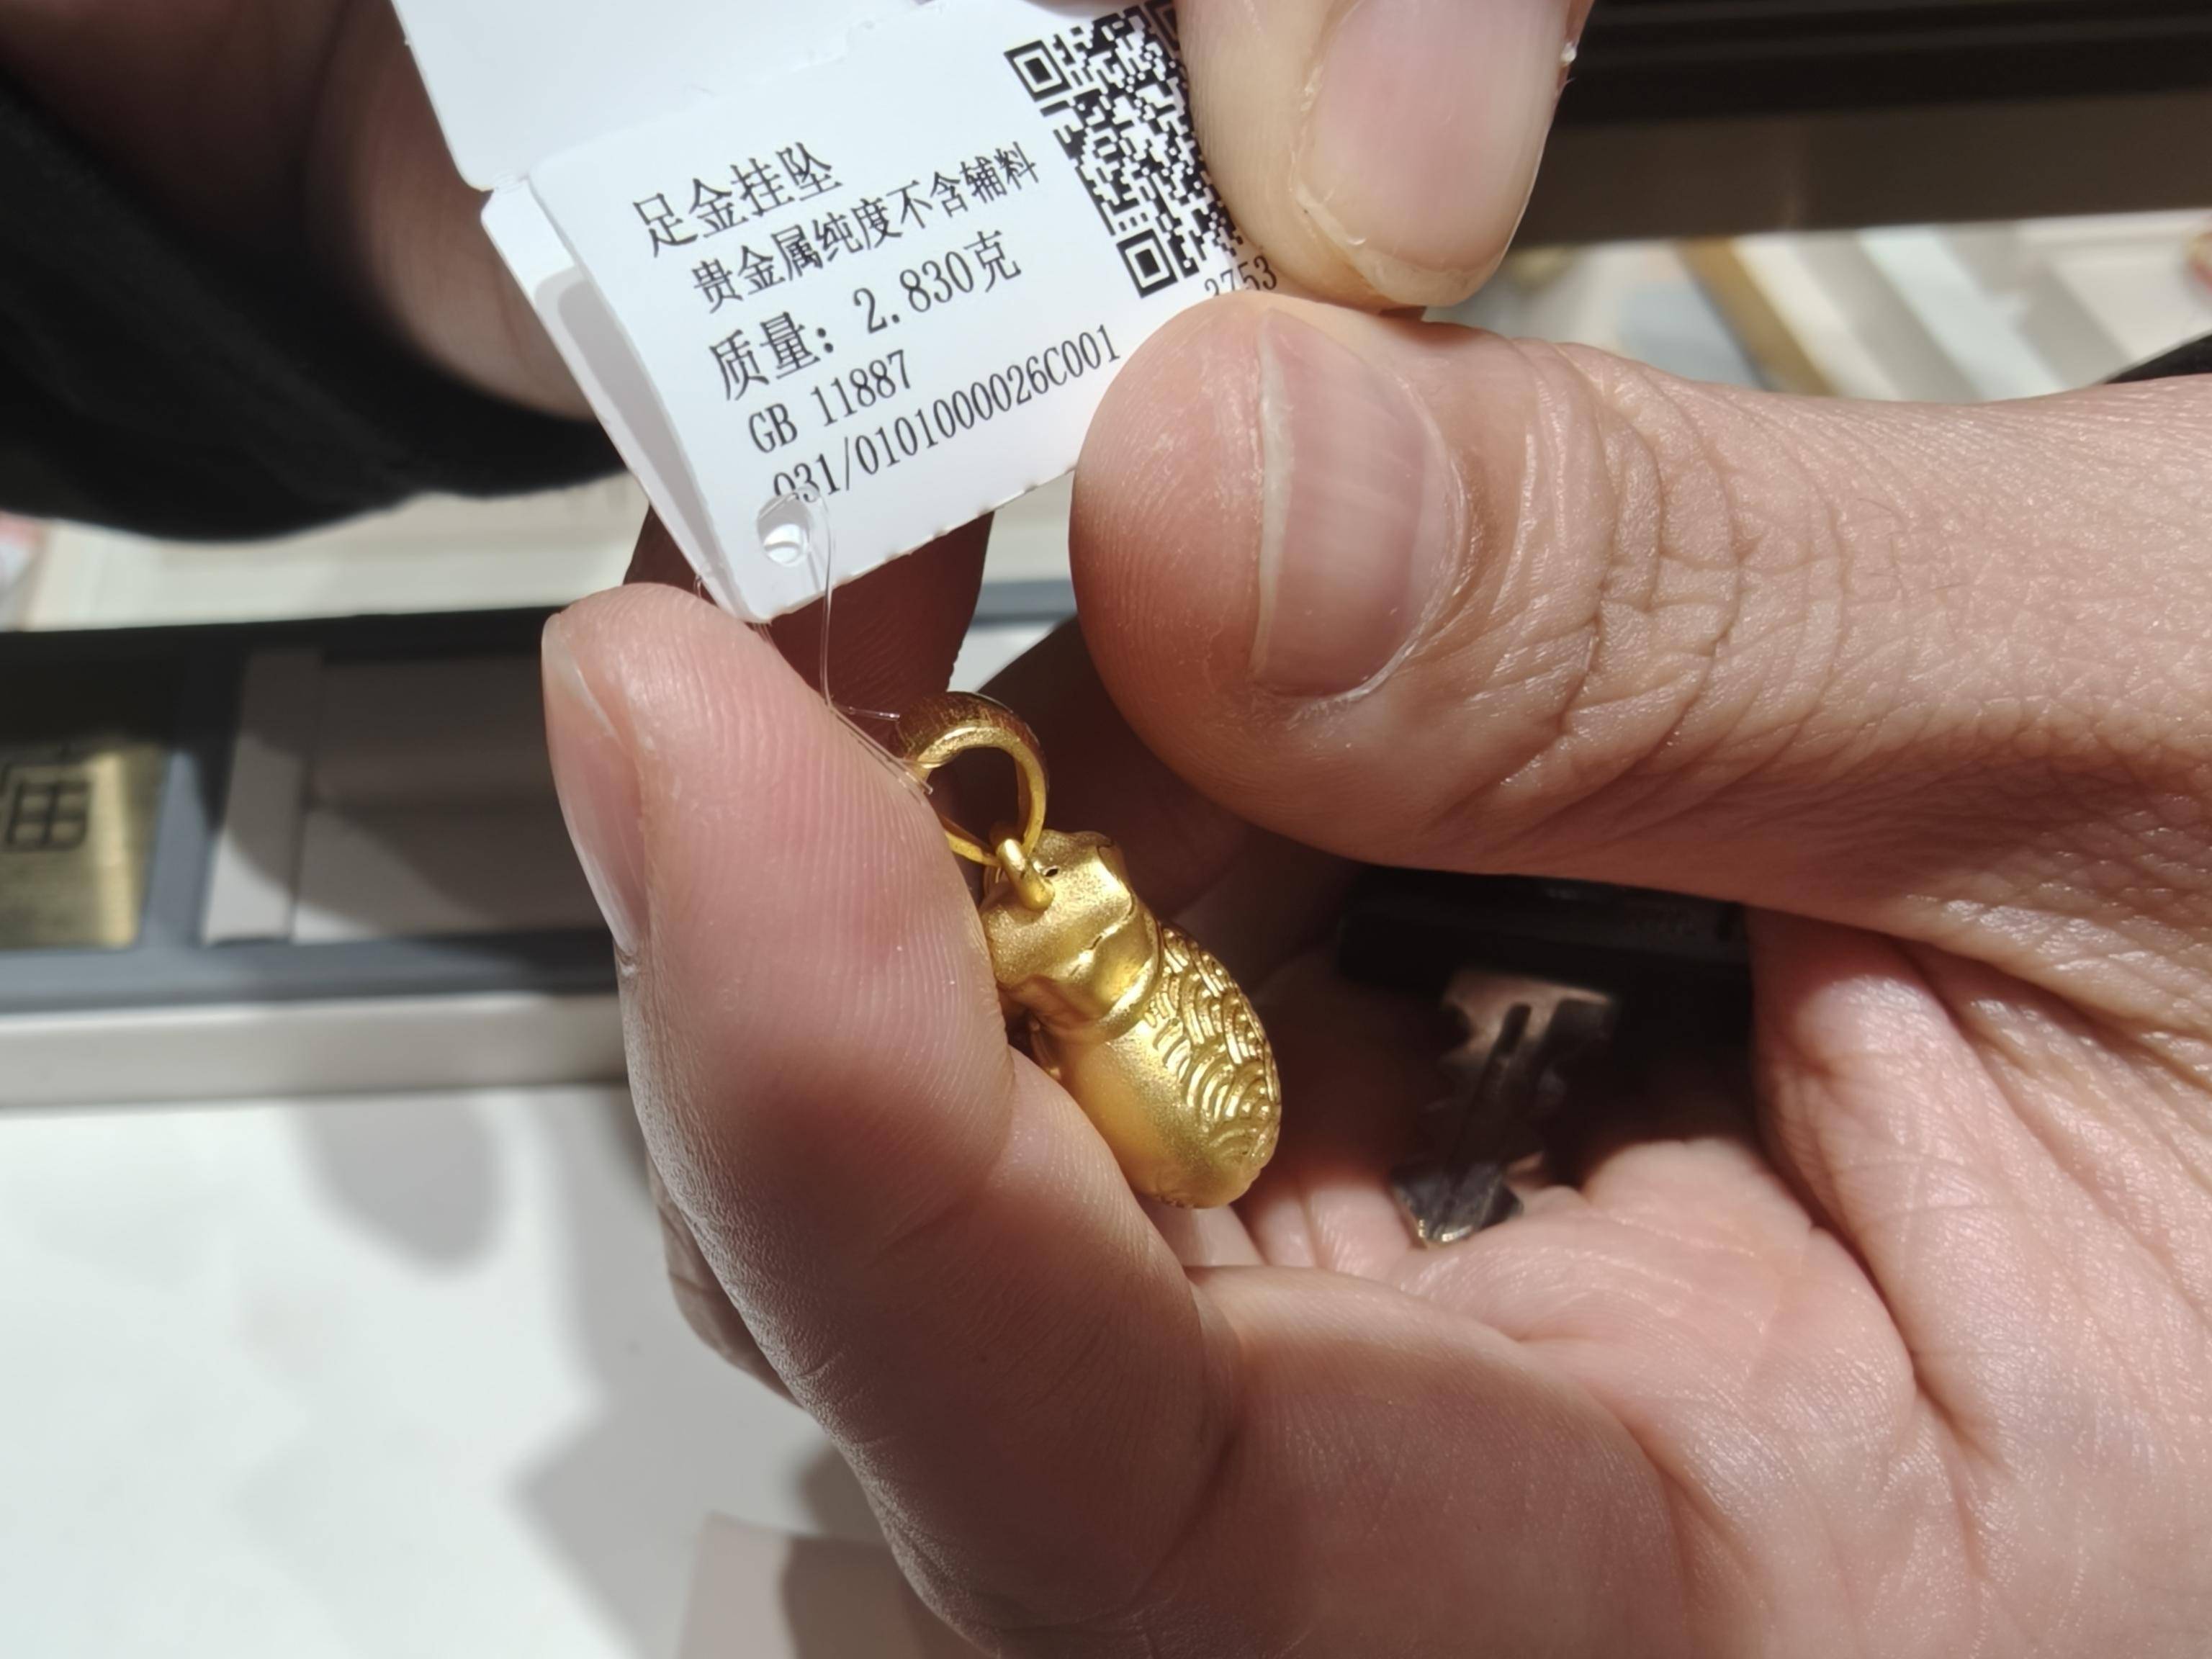 足金挂坠
贵金属纯度不含辅料
质量: 2.830克
GB 11887
031/0101000026C001
2753